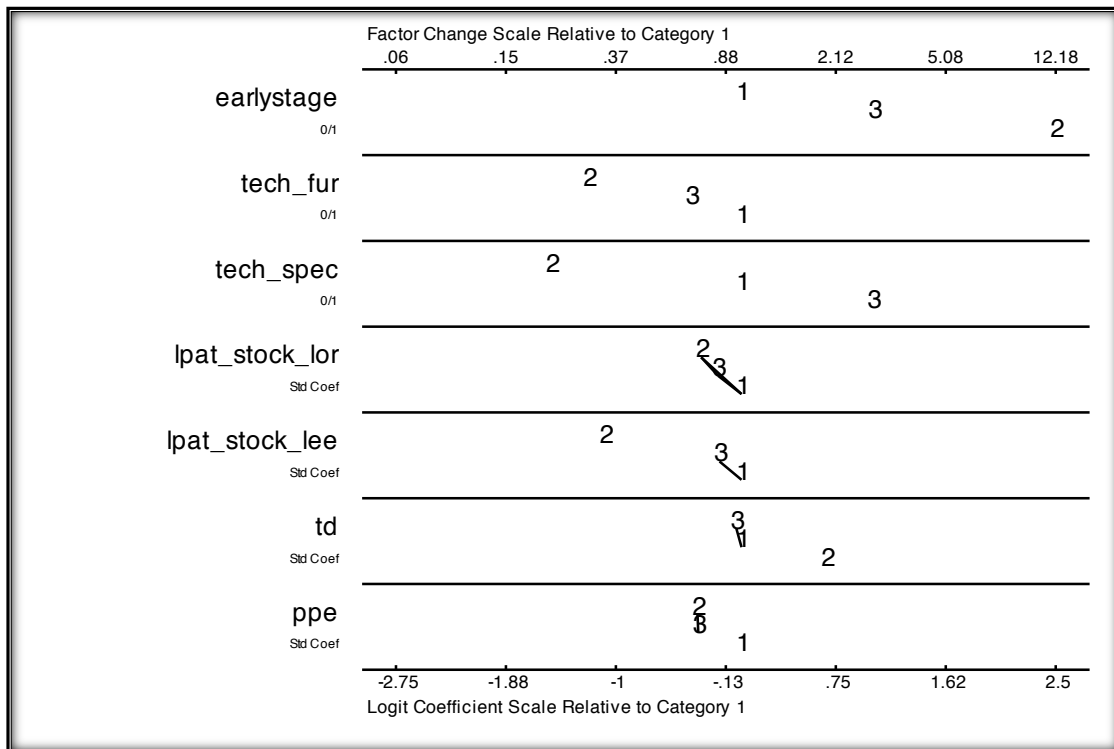 Factor Change Scale Relative to Category 1
.06 .15 .37 .88 2.12 5.08 12.18
earlystage
0/1
1
3
2
tech_fur
0/1
2
3
1
tech_spec
0/1
2
1
3
lpat_stock_lor
Std Coef
2
3
1
lpat_stock_lee
Std Coef
2
3
1
td
Std Coef
3
1
2
ppe
Std Coef
2
3
1
-2.75 -1.88 -1 -.13 .75 1.62 2.5
Logit Coefficient Scale Relative to Category 1